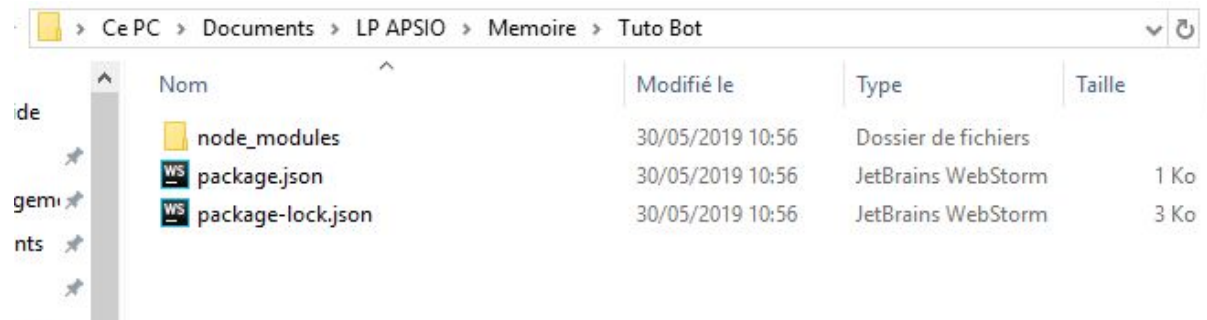 Ce PC > Documents > LP APSIO > Memoire > Tuto Bot
Nom Modifié le Type Taille
ide
node_modules 30/05/2019 10:56 Dossier de fichiers
WS package.json 30/05/2019 10:56 JetBrains WebStorm 1 Ko
WS package-lock.json 30/05/2019 10:56 JetBrains WebStorm 3 Ko
nts